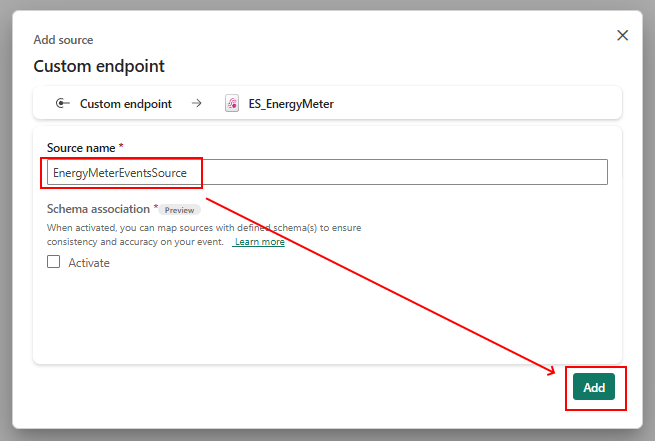 Add source
Custom endpoint
Custom endpoint
ES_EnergyMeter
Source name *
EnergyMeterEventsSource
Schema association * Preview
When activated, you can map sources with defined schema(s) to ensure
consistency and accuracy on your event. Learn more
Activate
Add